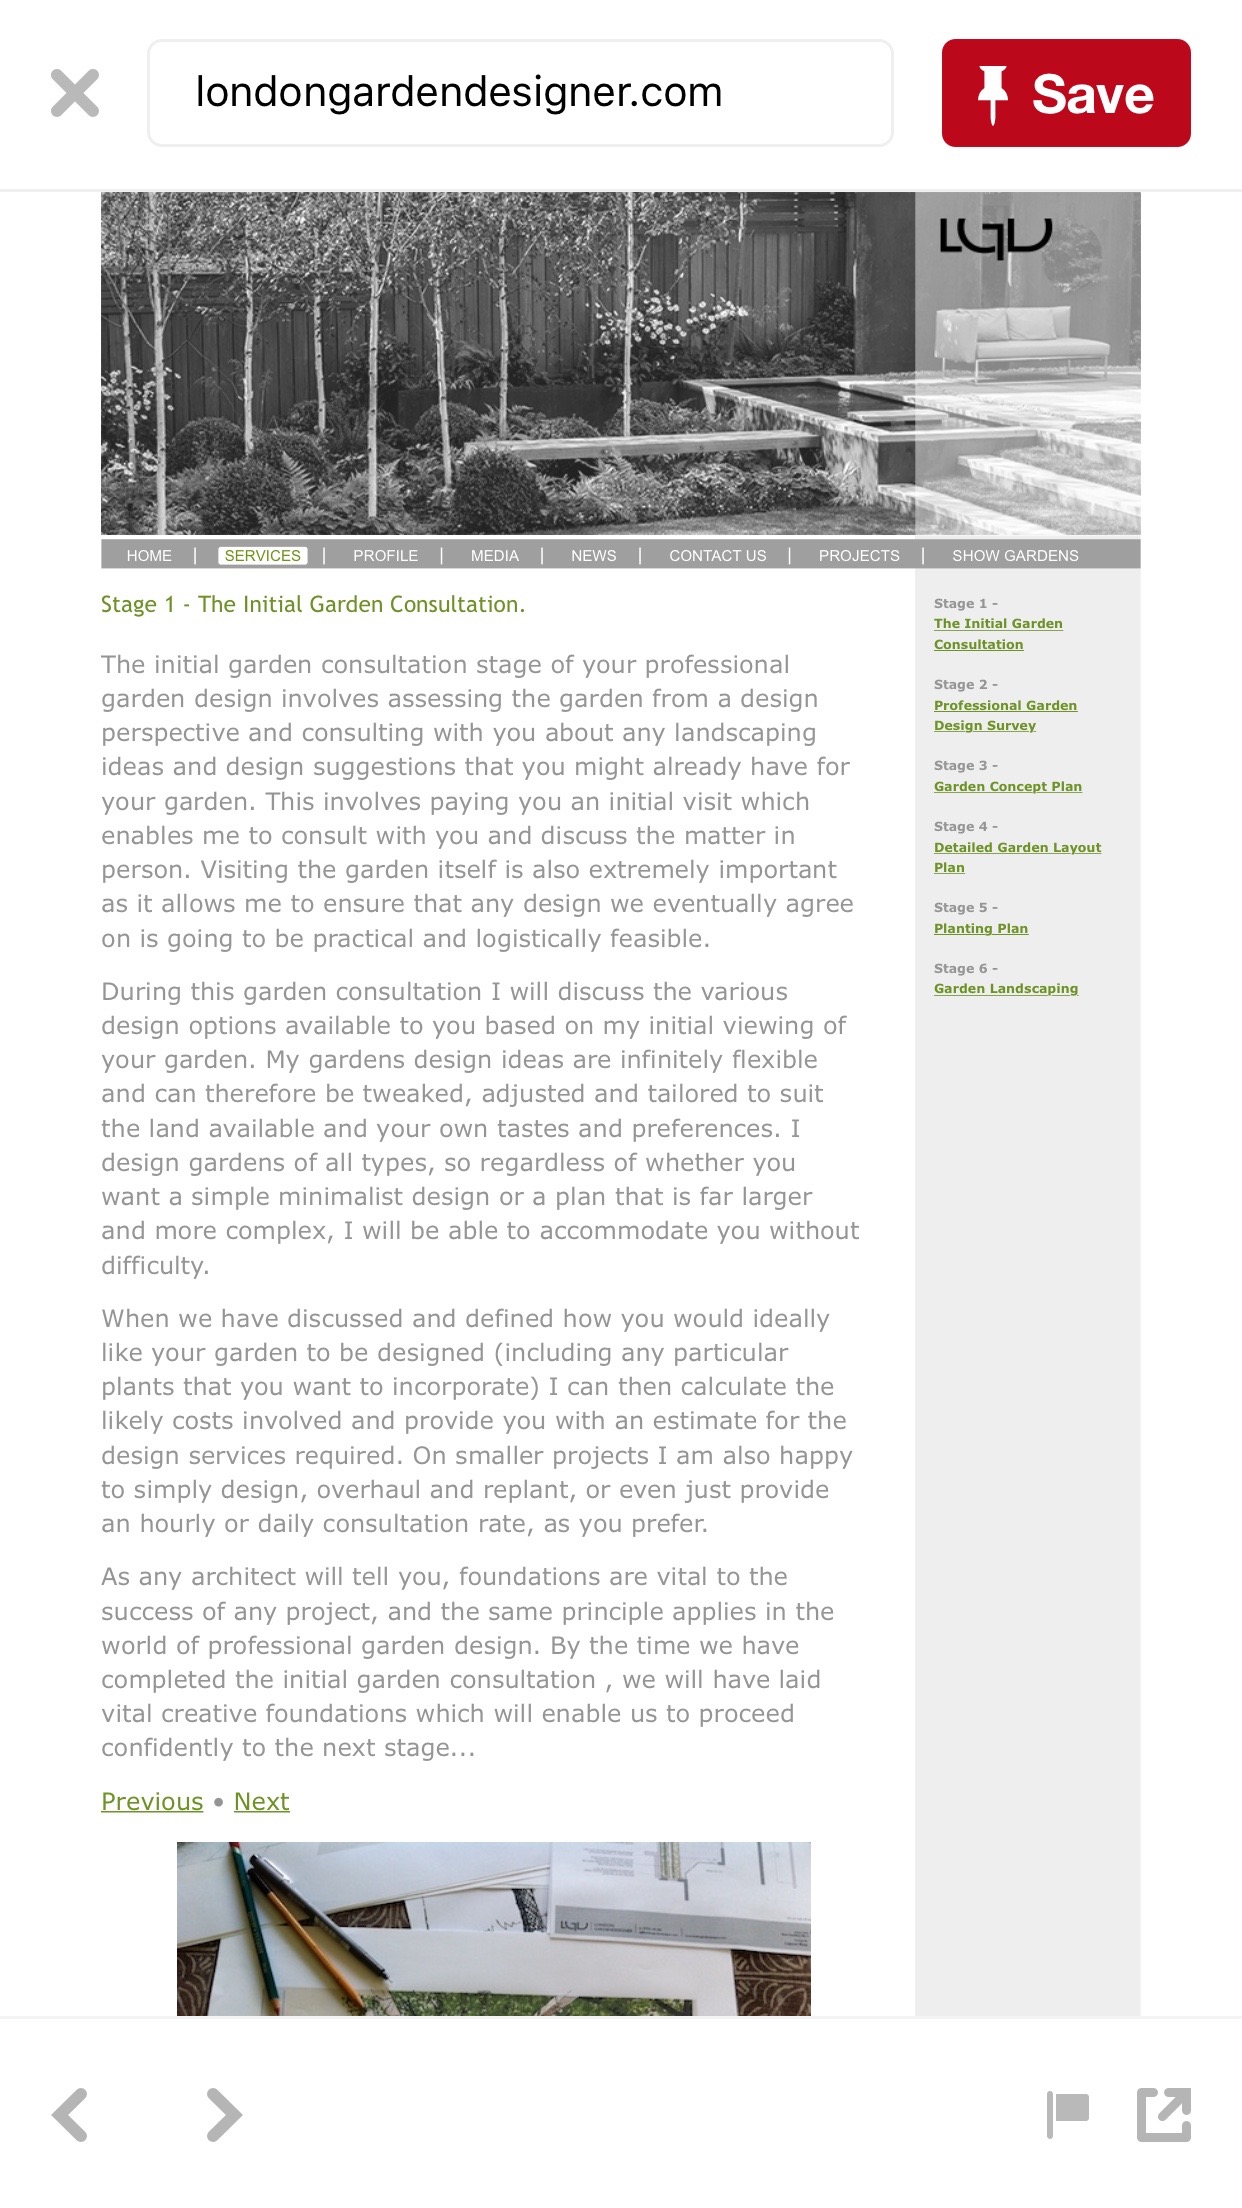 londongardendesigner.com
Save
LGD
HOME | SERVICES | PROFILE | MEDIA | NEWS | CONTACT US | PROJECTS | SHOW GARDENS
Stage 1 - The Initial Garden Consultation.
The initial garden consultation stage of your professional
garden design involves assessing the garden from a design
perspective and consulting with you about any landscaping
ideas and design suggestions that you might already have for
your garden. This involves paying you an initial visit which
enables me to consult with you and discuss the matter in
person. Visiting the garden itself is also extremely important
as it allows me to ensure that any design we eventually agree
on is going to be practical and logistically feasible.
During this garden consultation I will discuss the various
design options available to you based on my initial viewing of
your garden. My gardens design ideas are infinitely flexible
and can therefore be tweaked, adjusted and tailored to suit
the land available and your own tastes and preferences. I
design gardens of all types, so regardless of whether you
want a simple minimalist design or a plan that is far larger
and more complex, I will be able to accommodate you without
difficulty.
When we have discussed and defined how you would ideally
like your garden to be designed (including any particular
plants that you want to incorporate) I can then calculate the
likely costs involved and provide you with an estimate for the
design services required. On smaller projects I am also happy
to simply design, overhaul and replant, or even just provide
an hourly or daily consultation rate, as you prefer.
As any architect will tell you, foundations are vital to the
success of any project, and the same principle applies in the
world of professional garden design. By the time we have
completed the initial garden consultation , we will have laid
vital creative foundations which will enable us to proceed
confidently to the next stage...
Previous • Next
Stage 1 -
The Initial Garden
Consultation
Stage 2 -
Professional Garden
Design Survey
Stage 3 -
Garden Concept Plan
Stage 4 -
Detailed Garden Layout
Plan
Stage 5 -
Planting Plan
Stage 6 -
Garden Landscaping
LGD